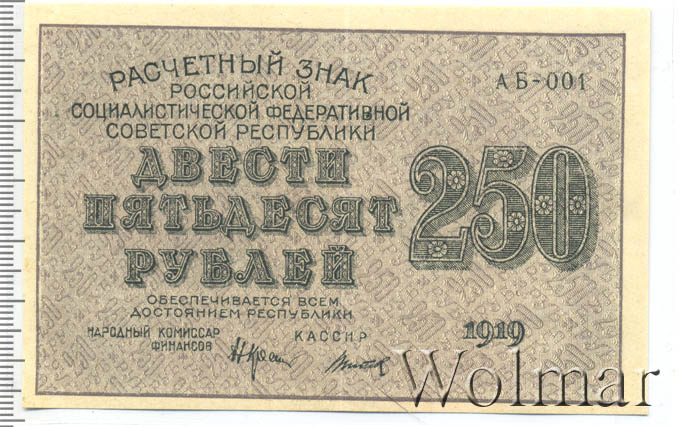 РАСЧЕТНЫЙ ЗНАК
РОССИЙСКОЙ
СОЦИАЛИСТИЧЕСКОЙ ФЕДЕРАТИВНОЙ
СОВЕТСКОЙ РЕСПУБЛИКИ
АБ-001
ДВЕСТИ
ПЯТЬДЕСЯТ
РУБЛЕЙ
250
ОБЕСПЕЧИВАЕТСЯ ВСЕМ
ДОСТОЯНИЕМ РЕСПУБЛИКИ
НАРОДНЫЙ КОМИССАР
ФИНАНСОВ
КАССИР
1919
Wolmar